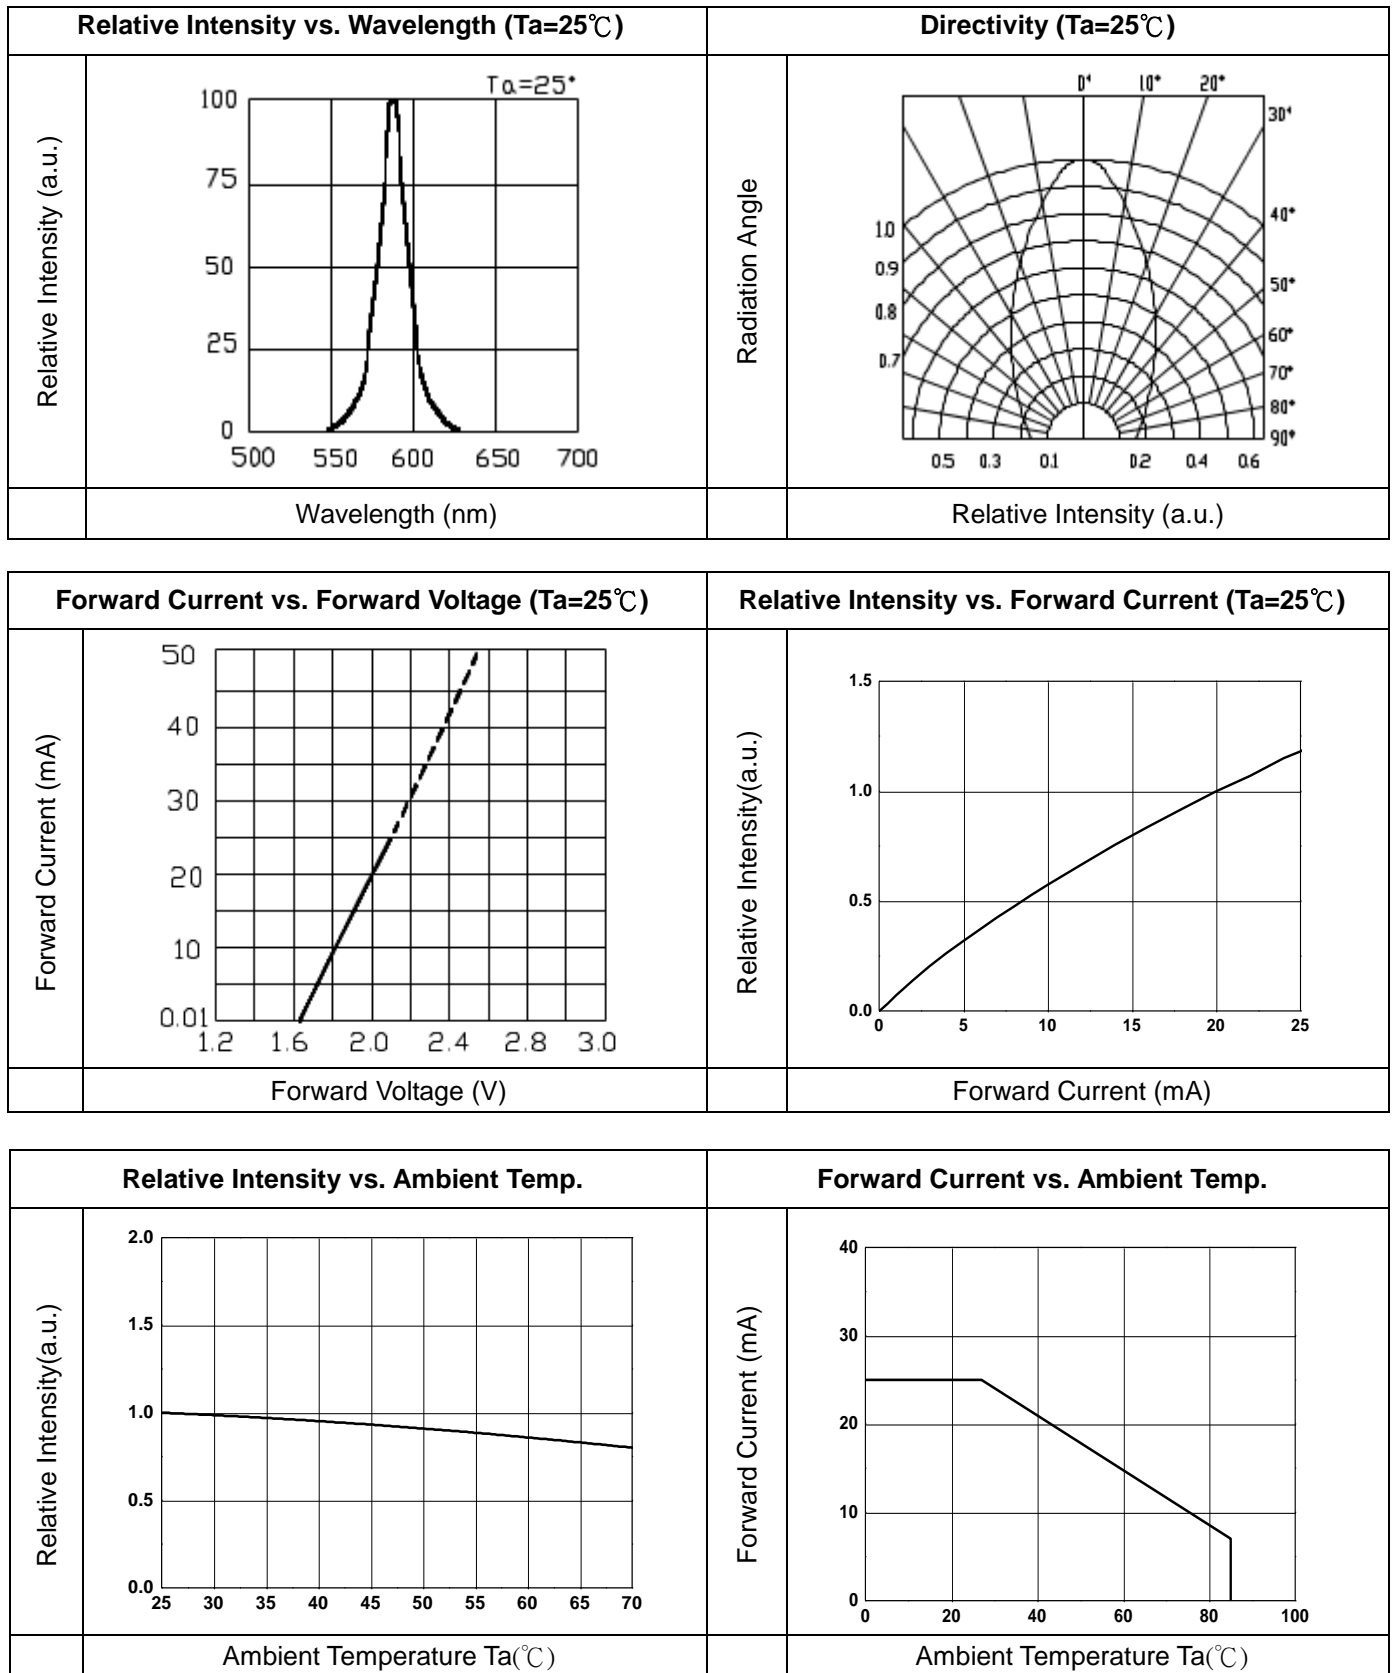 Relative Intensity vs. Wavelength (Ta=25℃)
Directivity (Ta=25℃)
Relative Intensity (a.u.)
Ta=25°
100
75
50
25
0
500 550 600 650 700
Wavelength (nm)
Radiation Angle
0° 10° 20°
30°
40°
50°
60°
70°
80°
90°
1.0
0.9
0.8
0.7
0.5 0.3 0.1 0.2 0.4 0.6
Relative Intensity (a.u.)
Forward Current vs. Forward Voltage (Ta=25℃)
Relative Intensity vs. Forward Current (Ta=25℃)
Forward Current (mA)
50
40
30
20
10
0.01
1.2 1.6 2.0 2.4 2.8 3.0
Forward Voltage (V)
Relative Intensity(a.u.)
1.5
1.0
0.5
0.0
0 5 10 15 20 25
Forward Current (mA)
Relative Intensity vs. Ambient Temp.
Forward Current vs. Ambient Temp.
Relative Intensity(a.u.)
2.0
1.5
1.0
0.5
0.0
25 30 35 40 45 50 55 60 65 70
Ambient Temperature Ta(℃)
Forward Current (mA)
40
30
20
10
0
0 20 40 60 80 100
Ambient Temperature Ta(℃)